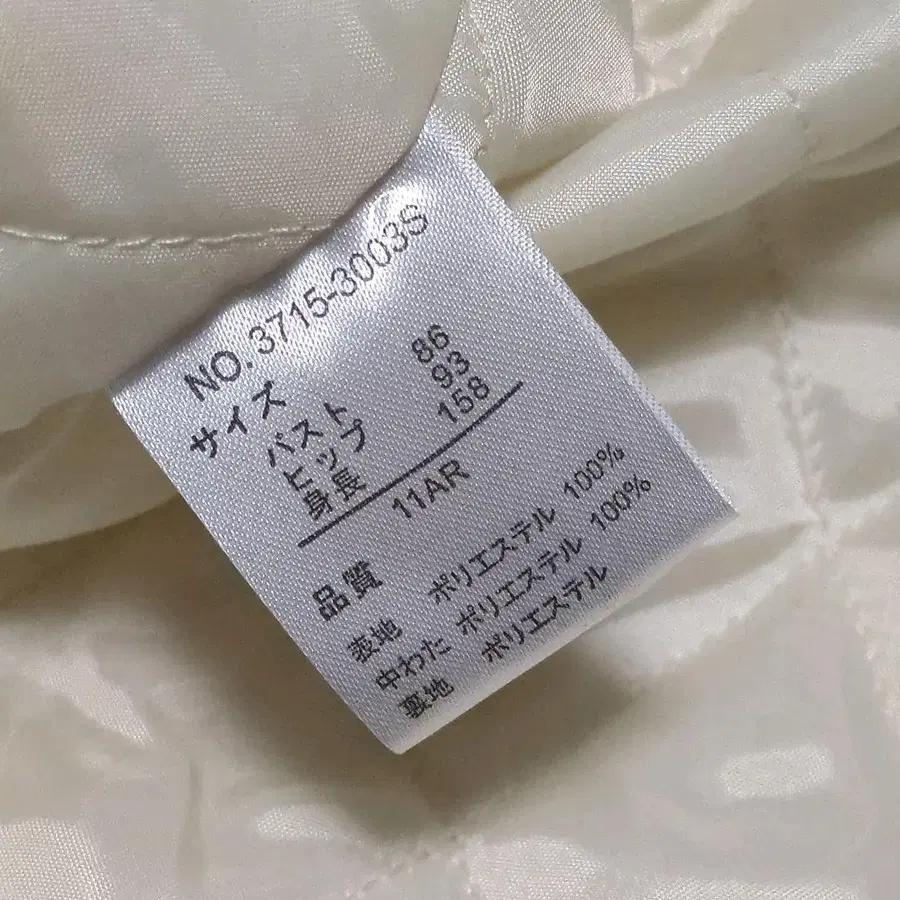 NO. 3715-3003S
サイズ
バスト 86
ヒップ 93
身長 158
11AR
品質
表地 ポリエステル 100%
中わた ポリエステル 100%
裏地 ポリエステル